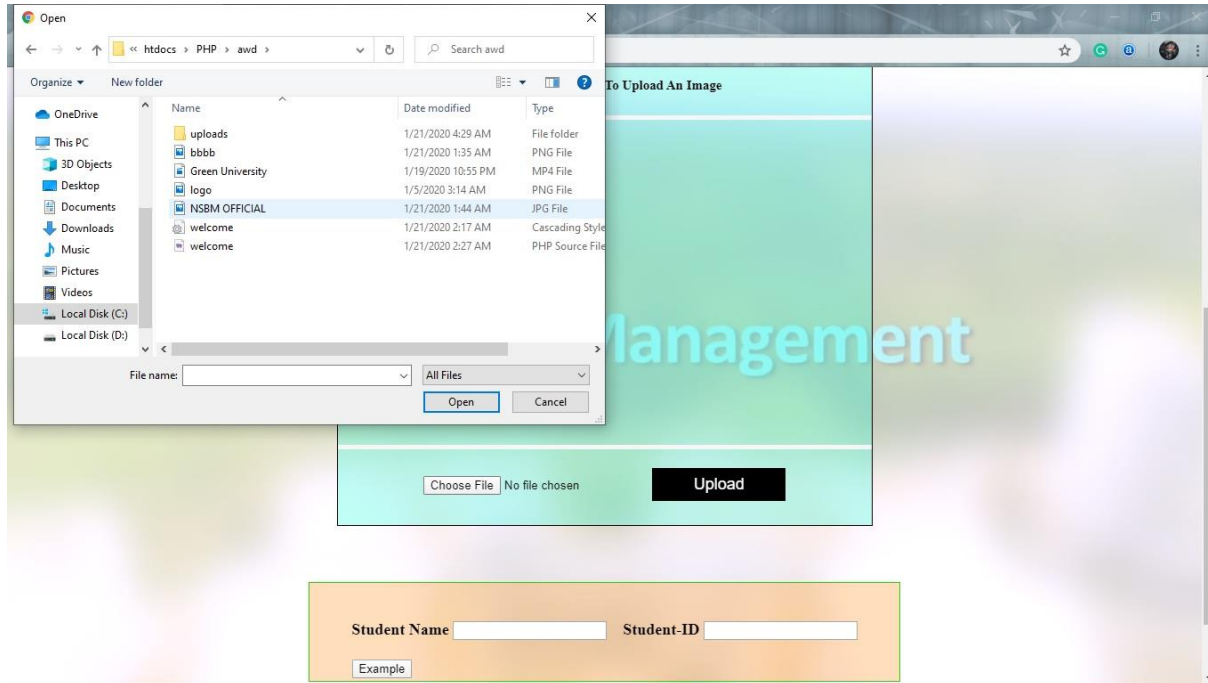 Open
« htdocs › PHP › awd ›
Search awd
Organize
New folder
OneDrive
This PC
3D Objects
Desktop
Documents
Downloads
Music
Pictures
Videos
Local Disk (C:)
Local Disk (D:)
Name Date modified Type
uploads 1/21/2020 4:29 AM File folder
bbbb 1/21/2020 1:35 AM PNG File
Green University 1/19/2020 10:55 PM MP4 File
logo 1/5/2020 3:14 AM PNG File
NSBM OFFICIAL 1/21/2020 1:44 AM JPG File
welcome 1/21/2020 2:17 AM Cascading Style
welcome 1/21/2020 2:27 AM PHP Source File
File name:
All Files
Open Cancel
To Upload An Image
Management
Choose File No file chosen
Upload
Student Name Student-ID
Example